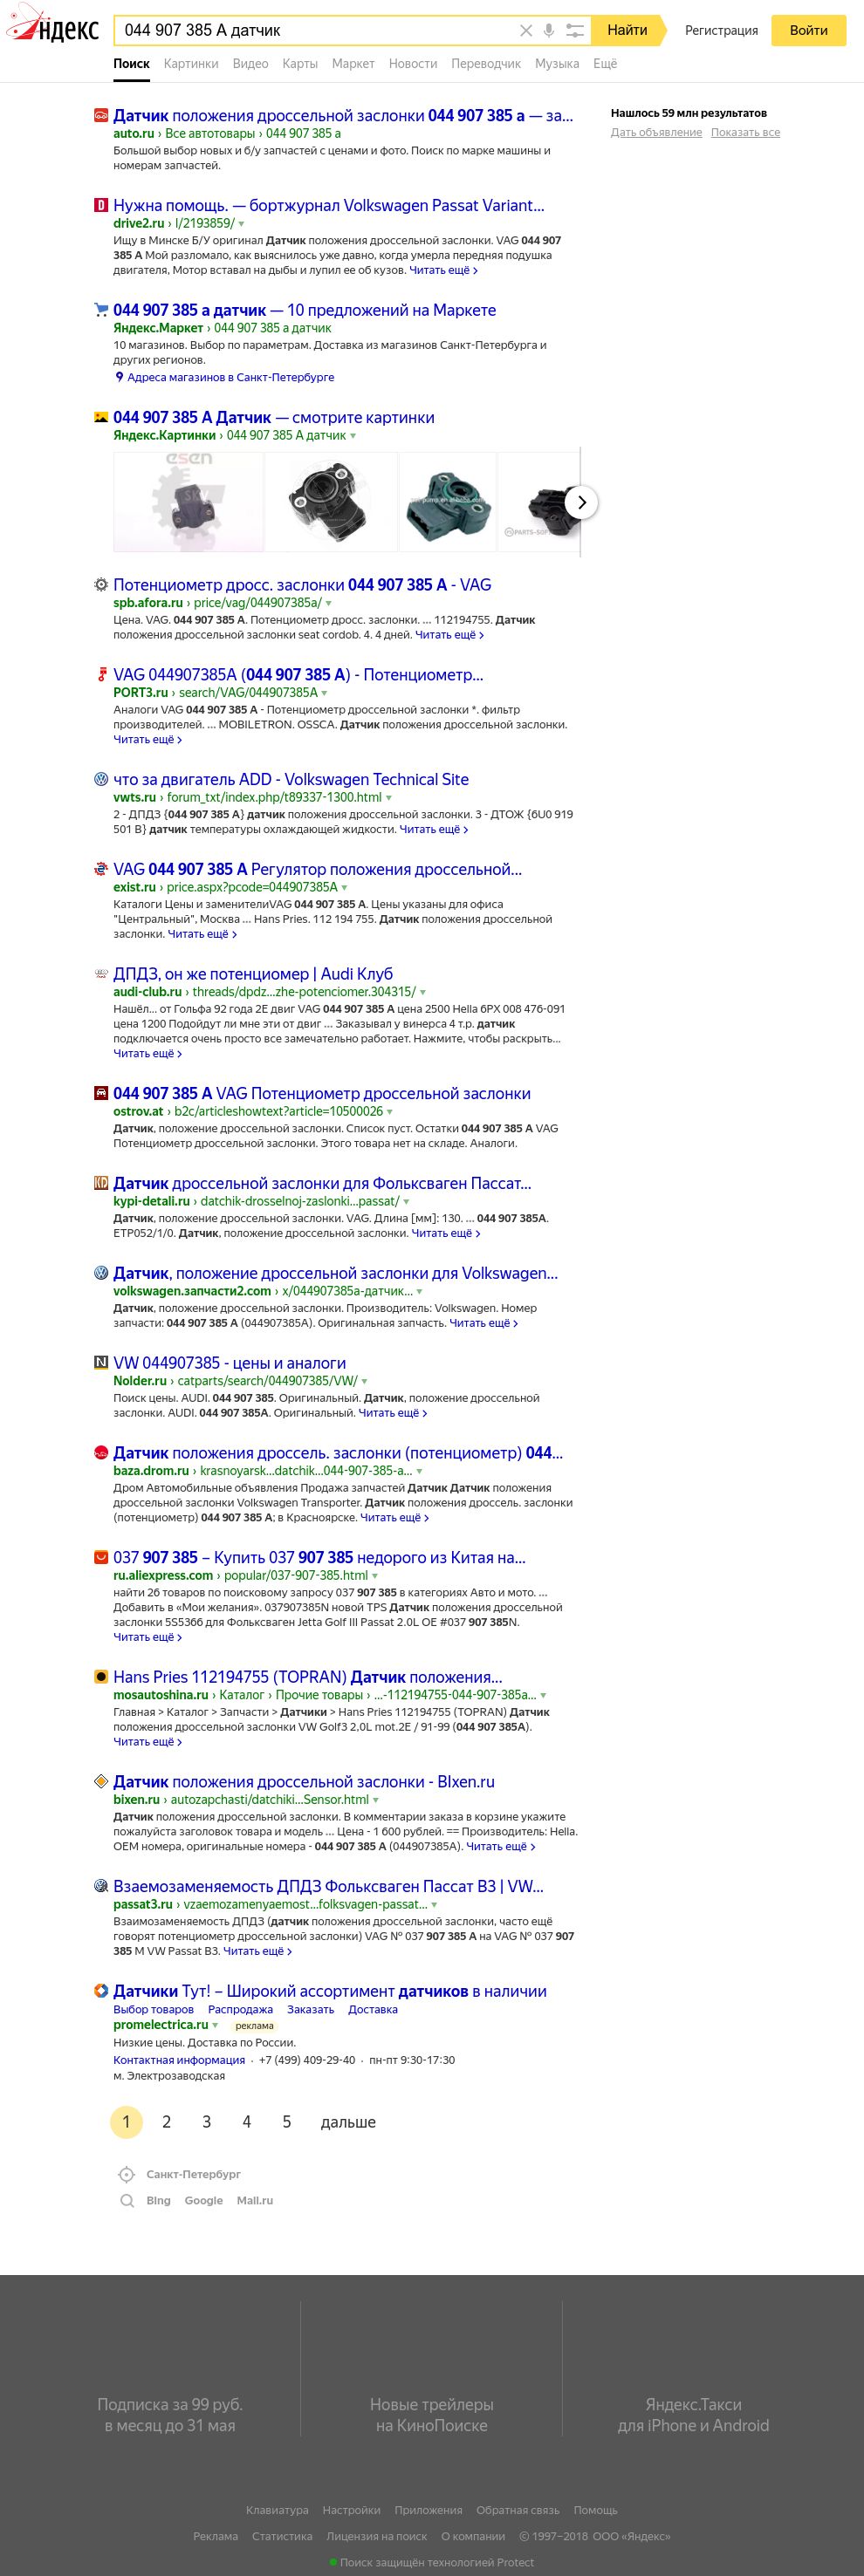 Яндекс
044 907 385 A датчик
Найти
Регистрация
Войти
Поиск Картинки Видео Карты Маркет Новости Переводчик Музыка Ещё
Нашлось 59 млн результатов
Дать объявление Показать все
Датчик положения дроссельной заслонки 044 907 385 a — за...
auto.ru › Все автотовары › 044 907 385 a
Большой выбор новых и б/у запчастей с ценами и фото. Поиск по марке машины и
номерам запчастей.
Нужна помощь. — бортжурнал Volkswagen Passat Variant...
drive2.ru › l/2193859/
Ищу в Минске Б/У оригинал Датчик положения дроссельной заслонки. VAG 044 907
385 A Мой разломало, как выяснилось уже давно, когда умерла передняя подушка
двигателя, Мотор вставал на дыбы и лупил ее об кузов. Читать ещё ›
044 907 385 a датчик — 10 предложений на Маркете
Яндекс.Маркет › 044 907 385 a датчик
10 магазинов. Выбор по параметрам. Доставка из магазинов Санкт-Петербурга и
других регионов.
Адреса магазинов в Санкт-Петербурге
044 907 385 A Датчик — смотрите картинки
Яндекс.Картинки › 044 907 385 A датчик
esen
SKV
Потенциометр дросс. заслонки 044 907 385 A - VAG
spb.afora.ru › price/vag/044907385a/
Цена. VAG. 044 907 385 A. Потенциометр дросс. заслонки. ... 112194755. Датчик
положения дроссельной заслонки seat cordob. 4. 4 дней. Читать ещё ›
VAG 044907385A (044 907 385 A) - Потенциометр...
PORT3.ru › search/VAG/044907385A
Аналоги VAG 044 907 385 A - Потенциометр дроссельной заслонки *. фильтр
производителей. ... MOBILETRON. OSSCA. Датчик положения дроссельной заслонки.
Читать ещё ›
что за двигатель ADD - Volkswagen Technical Site
vwts.ru › forum_txt/index.php/t89337-1300.html
2 - ДПДЗ {044 907 385 A} датчик положения дроссельной заслонки. 3 - ДТОЖ {6U0 919
501 B} датчик температуры охлаждающей жидкости. Читать ещё ›
VAG 044 907 385 A Регулятор положения дроссельной...
exist.ru › price.aspx?pcode=044907385A
Каталоги Цены и заменителиVAG 044 907 385 A. Цены указаны для офиса
"Центральный", Москва ... Hans Pries. 112 194 755. Датчик положения дроссельной
заслонки. Читать ещё ›
ДПДЗ, он же потенциомер | Audi Клуб
audi-club.ru › threads/dpdz...zhe-potenciomer.304315/
Нашёл... от Гольфа 92 года 2E двиг VAG 044 907 385 A цена 2500 Hella 6PX 008 476-091
цена 1200 Подойдут ли мне эти от двиг ... Заказывал у винерса 4 т.р. датчик
подключается очень просто все замечательно работает. Нажмите, чтобы раскрыть...
Читать ещё ›
044 907 385 A VAG Потенциометр дроссельной заслонки
ostrov.at › b2c/articleshowtext?article=10500026
Датчик, положение дроссельной заслонки. Список пуст. Остатки 044 907 385 A VAG
Потенциометр дроссельной заслонки. Этого товара нет на складе. Аналоги.
Датчик дроссельной заслонки для Фольксваген Пассат...
kypi-detali.ru › datchik-drosselnoj-zaslonki...passat/
Датчик, положение дроссельной заслонки. VAG. Длина [мм]: 130. ... 044 907 385A.
ETP052/1/0. Датчик, положение дроссельной заслонки. Читать ещё ›
Датчик, положение дроссельной заслонки для Volkswagen...
volkswagen.запчасти2.com › x/044907385a-датчик...
Датчик, положение дроссельной заслонки. Производитель: Volkswagen. Номер
запчасти: 044 907 385 A (044907385A). Оригинальная запчасть. Читать ещё ›
VW 044907385 - цены и аналоги
Nolder.ru › catparts/search/044907385/VW/
Поиск цены. AUDI. 044 907 385. Оригинальный. Датчик, положение дроссельной
заслонки. AUDI. 044 907 385A. Оригинальный. Читать ещё ›
Датчик положения дроссель. заслонки (потенциометр) 044...
baza.drom.ru › krasnoyarsk...datchik...044-907-385-a...
Дром Автомобильные объявления Продажа запчастей Датчик Датчик положения
дроссельной заслонки Volkswagen Transporter. Датчик положения дроссель. заслонки
(потенциометр) 044 907 385 A; в Красноярске. Читать ещё ›
037 907 385 – Купить 037 907 385 недорого из Китая на...
ru.aliexpress.com › popular/037-907-385.html
найти 26 товаров по поисковому запросу 037 907 385 в категориях Авто и мото. ...
Добавить в «Мои желания». 037907385N новой TPS Датчик положения дроссельной
заслонки 5S5366 для Фольксваген Jetta Golf III Passat 2.0L OE #037 907 385N.
Читать ещё ›
Hans Pries 112194755 (TOPRAN) Датчик положения...
mosautoshina.ru › Каталог › Прочие товары › ...-112194755-044-907-385a...
Главная > Каталог > Запчасти > Датчики > Hans Pries 112194755 (TOPRAN) Датчик
положения дроссельной заслонки VW Golf3 2,0L mot.2E / 91-99 (044 907 385A).
Читать ещё ›
Датчик положения дроссельной заслонки - BIxen.ru
bixen.ru › autozapchasti/datchiki...Sensor.html
Датчик положения дроссельной заслонки. В комментарии заказа в корзине укажите
пожалуйста заголовок товара и модель ... Цена - 1 600 рублей. == Производитель: Hella.
OEM номера, оригинальные номера - 044 907 385 A (044907385A). Читать ещё ›
Взаемозаменяемость ДПДЗ Фольксваген Пассат B3 | VW...
passat3.ru › vzaemozamenyaemost...folksvagen-passat...
Взаимозаменяемость ДПДЗ (датчик положения дроссельной заслонки, часто ещё
говорят потенциометр дроссельной заслонки) VAG № 037 907 385 A на VAG № 037 907
385 M VW Passat B3. Читать ещё ›
Датчики Тут! – Широкий ассортимент датчиков в наличии
Выбор товаров Распродажа Заказать Доставка
promelectrica.ru реклама
Низкие цены. Доставка по России.
Контактная информация · +7 (499) 409-29-40 · пн-пт 9:30-17:30
м. Электрозаводская
1 2 3 4 5 дальше
Санкт-Петербург
Bing Google Mail.ru
Подписка за 99 руб.
в месяц до 31 мая
Новые трейлеры
на КиноПоиске
Яндекс.Такси
для iPhone и Android
Клавиатура Настройки Приложения Обратная связь Помощь
Реклама Статистика Лицензия на поиск О компании © 1997–2018 ООО «Яндекс»
Поиск защищён технологией Protect